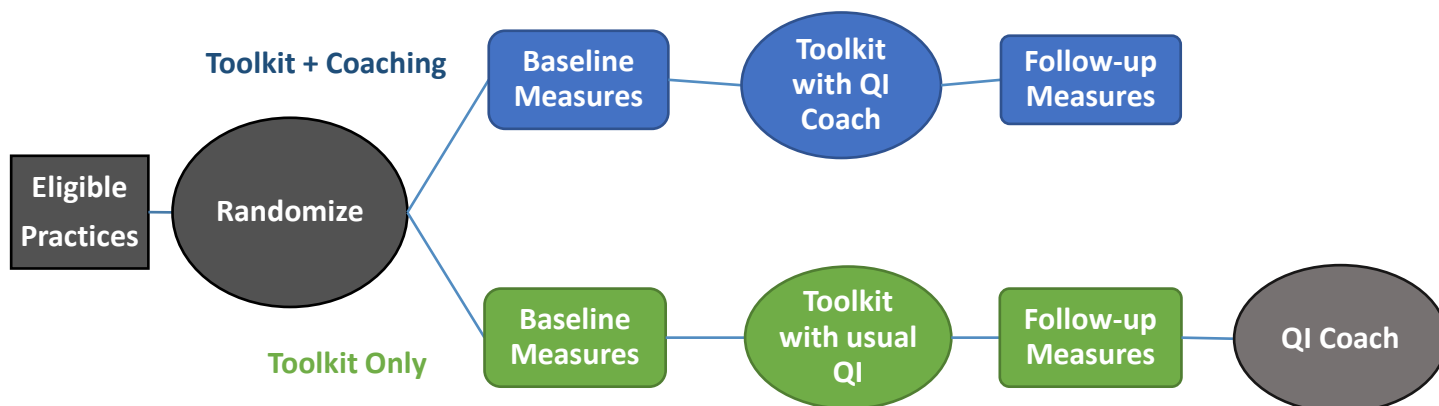 Toolkit + Coaching
Baseline
Measures
Toolkit
with QI
Coach
Follow-up
Measures
Eligible
Practices
Randomize
Toolkit Only
Baseline
Measures
Toolkit
with usual
QI
Follow-up
Measures
QI Coach